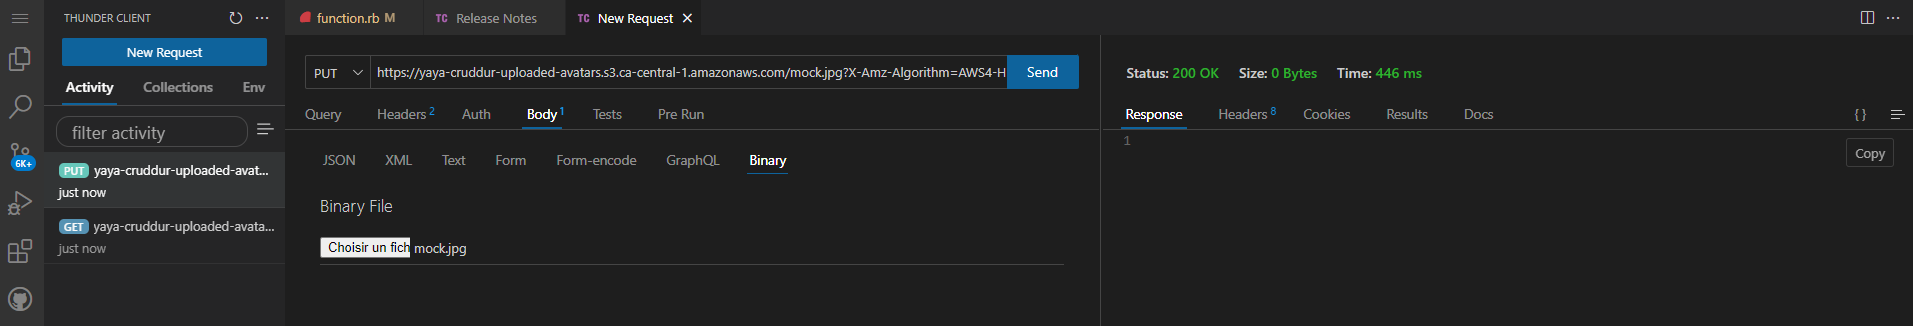 THUNDER CLIENT
New Request
Activity Collections Env
filter activity
6K+
PUT yaya-cruddur-uploaded-avat...
just now
GET yaya-cruddur-uploaded-avata...
just now
function.rb M
TC Release Notes
TC New Request
PUT https://yaya-cruddur-uploaded-avatars.s3.ca-central-1.amazonaws.com/mock.jpg?X-Amz-Algorithm=AWS4-H Send
Query Headers 2 Auth Body 1 Tests Pre Run
JSON XML Text Form Form-encode GraphQL Binary
Binary File
Choisir un fich mock.jpg
Status: 200 OK Size: 0 Bytes Time: 446 ms
Response Headers 8 Cookies Results Docs { }
1
Copy